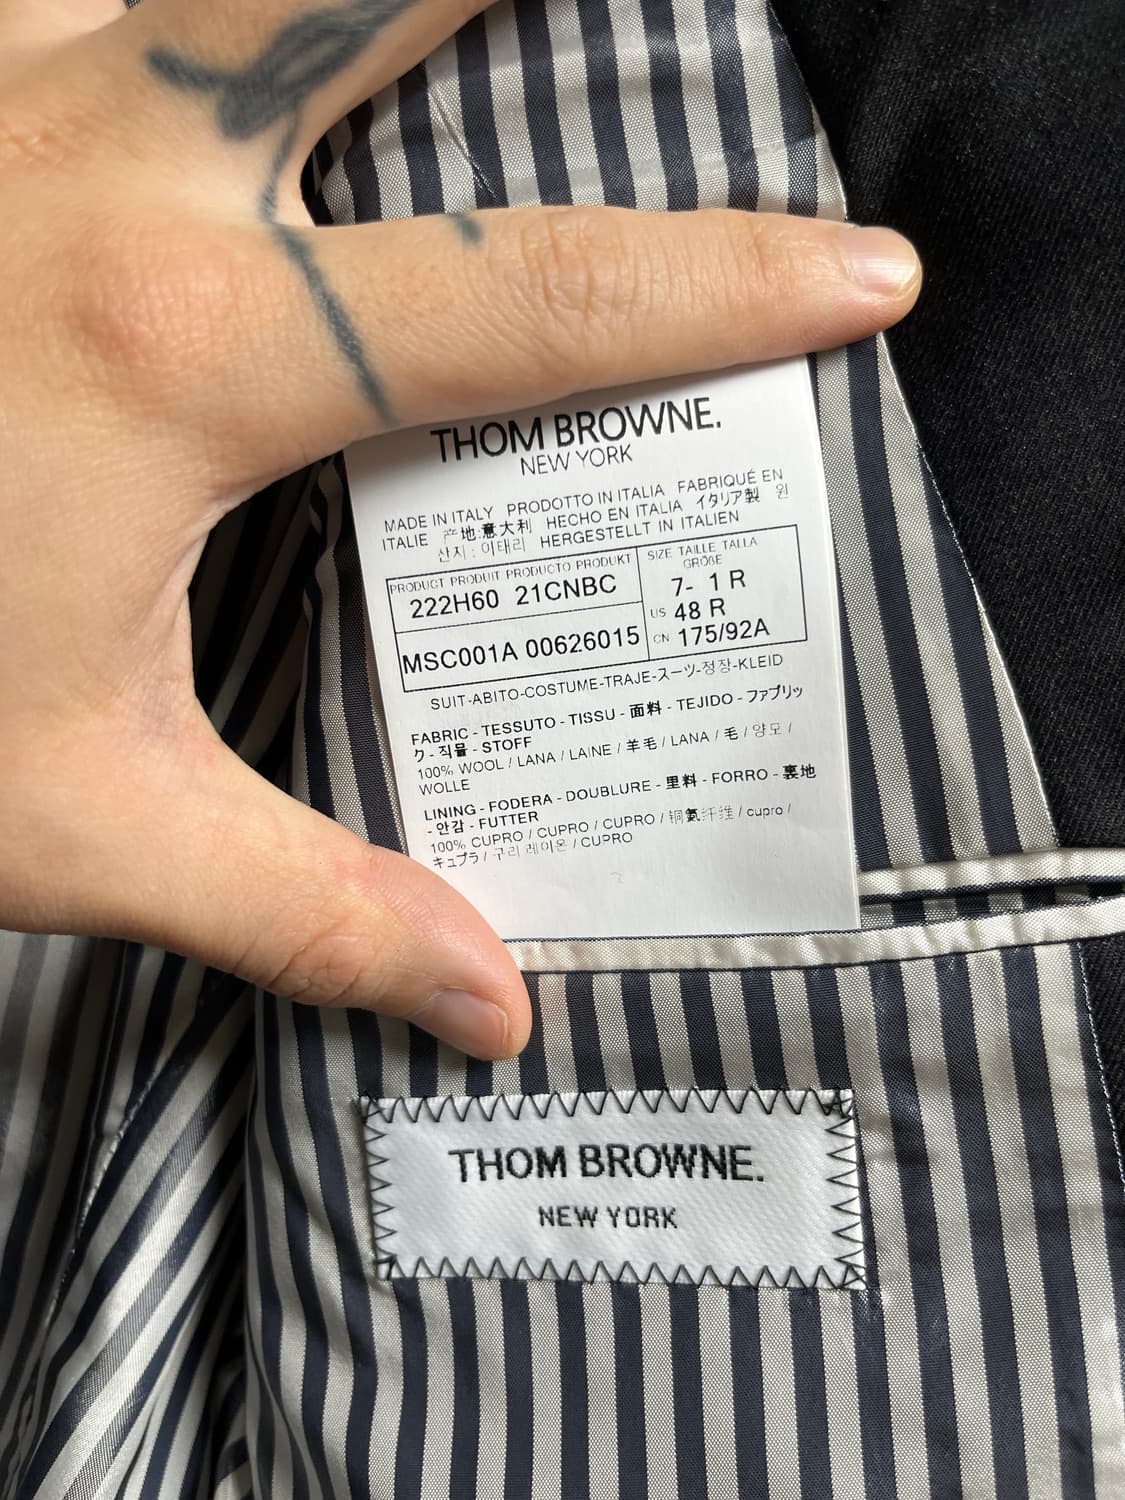 THOM BROWNE.
NEW YORK
MADE IN ITALY PRODOTTO IN ITALIA FABRIQUÉ EN
ITALIE 产地:意大利 HECHO EN ITALIA イタリア製 원
산지 : 이태리 HERGESTELLT IN ITALIEN
PRODUCT PRODUIT PRODUCTO PRODUKT
222H60 21CNBC
MSC001A 00626015
SIZE TAILLE TALLA
GRÖßE
7- 1 R
US 48 R
CN 175/92A
SUIT-ABITO-COSTUME-TRAJE-スーツ-정장-KLEID
FABRIC - TESSUTO - TISSU - 面料 - TEJIDO - ファブリッ
ク - 직물 - STOFF
100% WOOL / LANA / LAINE / 羊毛 / LANA / 毛 / 양모 /
WOLLE
LINING - FODERA - DOUBLURE - 里料 - FORRO - 裏地
- 안감 - FUTTER
100% CUPRO / CUPRO / CUPRO / 铜氨纤维 / cupro /
キュプラ / 구리 레이온 / CUPRO
THOM BROWNE.
NEW YORK